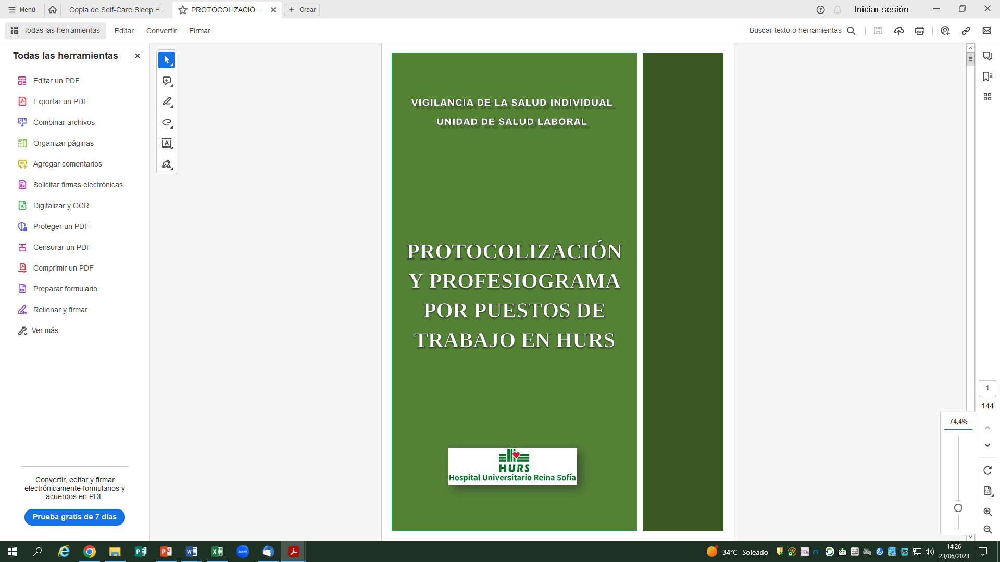 Menú
Copia de Self-Care Sleep H...
PROTOCOLIZACIÓ...
Crear
Iniciar sesión
Todas las herramientas
Editar
Convertir
Firmar
Buscar texto o herramientas
Todas las herramientas
Editar un PDF
Exportar un PDF
Combinar archivos
Organizar páginas
Agregar comentarios
Solicitar firmas electrónicas
Digitalizar y OCR
Proteger un PDF
Censurar un PDF
Comprimir un PDF
Preparar formulario
Rellenar y firmar
Ver más
Convertir, editar y firmar
electrónicamente formularios y
acuerdos en PDF
Prueba gratis de 7 días
VIGILANCIA DE LA SALUD INDIVIDUAL
UNIDAD DE SALUD LABORAL
PROTOCOLIZACIÓN
Y PROFESIOGRAMA
POR PUESTOS DE
TRABAJO EN HURS
HURS
Hospital Universitario Reina Sofía
1
144
74,4%
zoom
34°C Soleado
14:26
23/06/2023